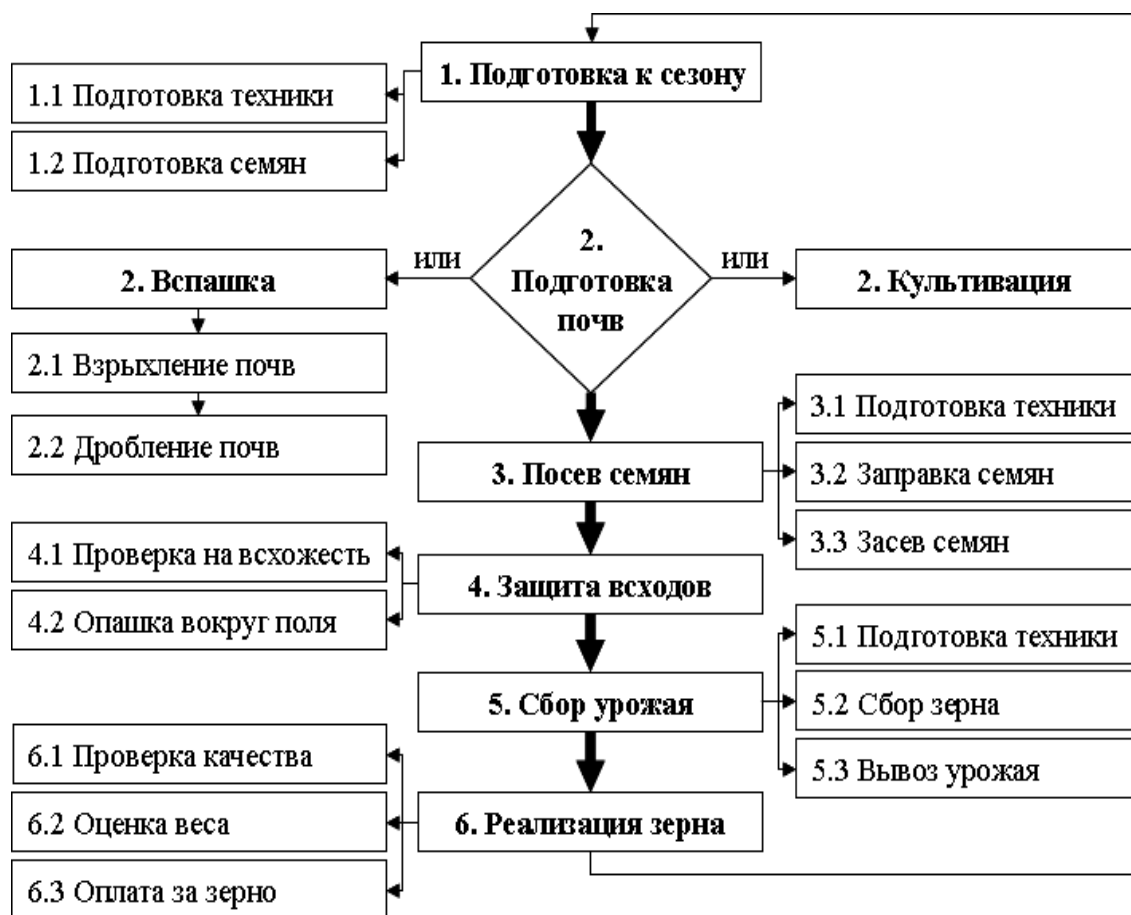 1. Подготовка к сезону
1.1 Подготовка техники
1.2 Подготовка семян
2.
Подготовка
почв
или
или
2. Вспашка
2. Культивация
2.1 Взрыхление почв
2.2 Дробление почв
3. Посев семян
3.1 Подготовка техники
3.2 Заправка семян
3.3 Засев семян
4. Защита всходов
4.1 Проверка на всхожесть
4.2 Опашка вокруг поля
5. Сбор урожая
5.1 Подготовка техники
5.2 Сбор зерна
5.3 Вывоз урожая
6. Реализация зерна
6.1 Проверка качества
6.2 Оценка веса
6.3 Оплата за зерно